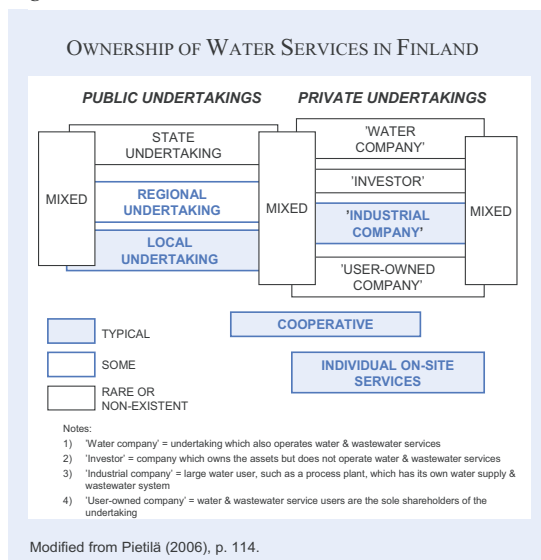 OWNERSHIP OF WATER SERVICES IN FINLAND
PUBLIC UNDERTAKINGS
PRIVATE UNDERTAKINGS
MIXED
STATE
UNDERTAKING
REGIONAL
UNDERTAKING
LOCAL
UNDERTAKING
MIXED
'WATER
COMPANY'
'INVESTOR'
'INDUSTRIAL
COMPANY'
'USER-OWNED
COMPANY'
MIXED
COOPERATIVE
INDIVIDUAL ON-SITE
SERVICES
TYPICAL
SOME
RARE OR
NON-EXISTENT
Notes:
1) 'Water company' = undertaking which also operates water & wastewater services
2) 'Investor' = company which owns the assets but does not operate water & wastewater services
3) 'Industrial company' = large water user, such as a process plant, which has its own water supply &
wastewater system
4) 'User-owned company' = water & wastewater service users are the sole shareholders of the
undertaking
Modified from Pietilä (2006), p. 114.